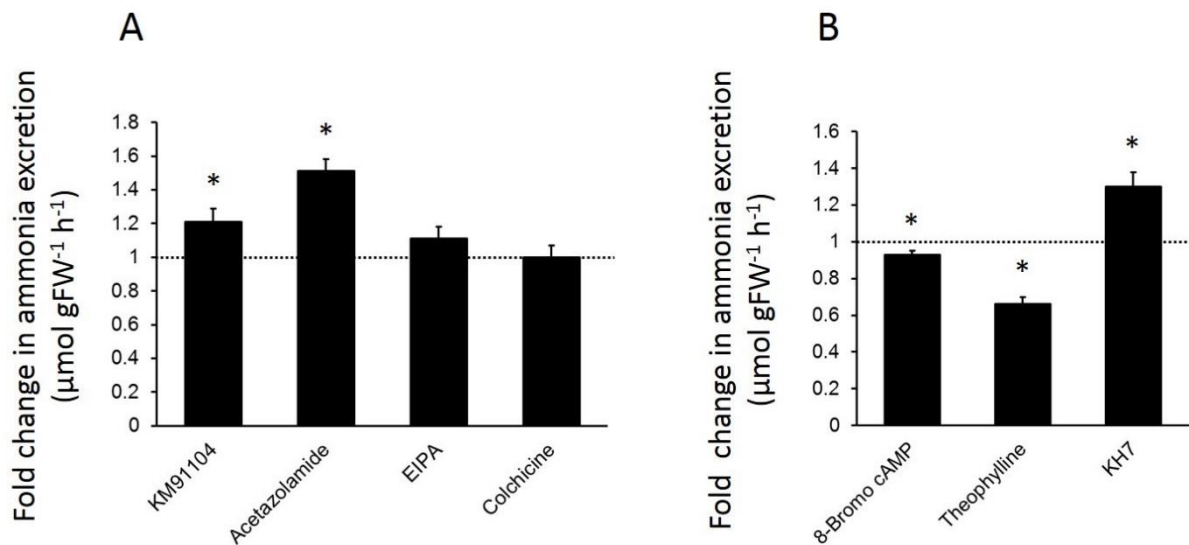 A
Fold change in ammonia excretion
(µmol gFW⁻¹ h⁻¹)
1.8
1.6
1.4
1.2
1
0.8
0.6
0.4
0.2
0
*
*
KM91104
Acetazolamide
EIPA
Colchicine
B
Fold change in ammonia excretion
(µmol gFW⁻¹ h⁻¹)
1.6
1.4
1.2
1
0.8
0.6
0.4
0.2
0
*
*
*
8-Bromo cAMP
Theophylline
KH7